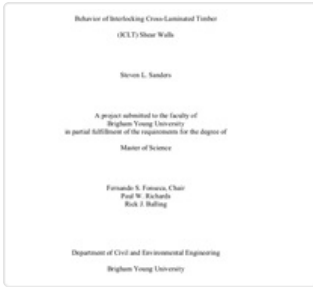 Behavior of Interlocking Cross-Laminated Timber
(ICLT) Shear Walls
Steven L. Sanders
A project submitted to the faculty of
Brigham Young University
in partial fulfillment of the requirements for the degree of
Master of Science
Fernando S. Fonseca, Chair
Paul W. Richards
Rick J. Balling
Department of Civil and Environmental Engineering
Brigham Young University